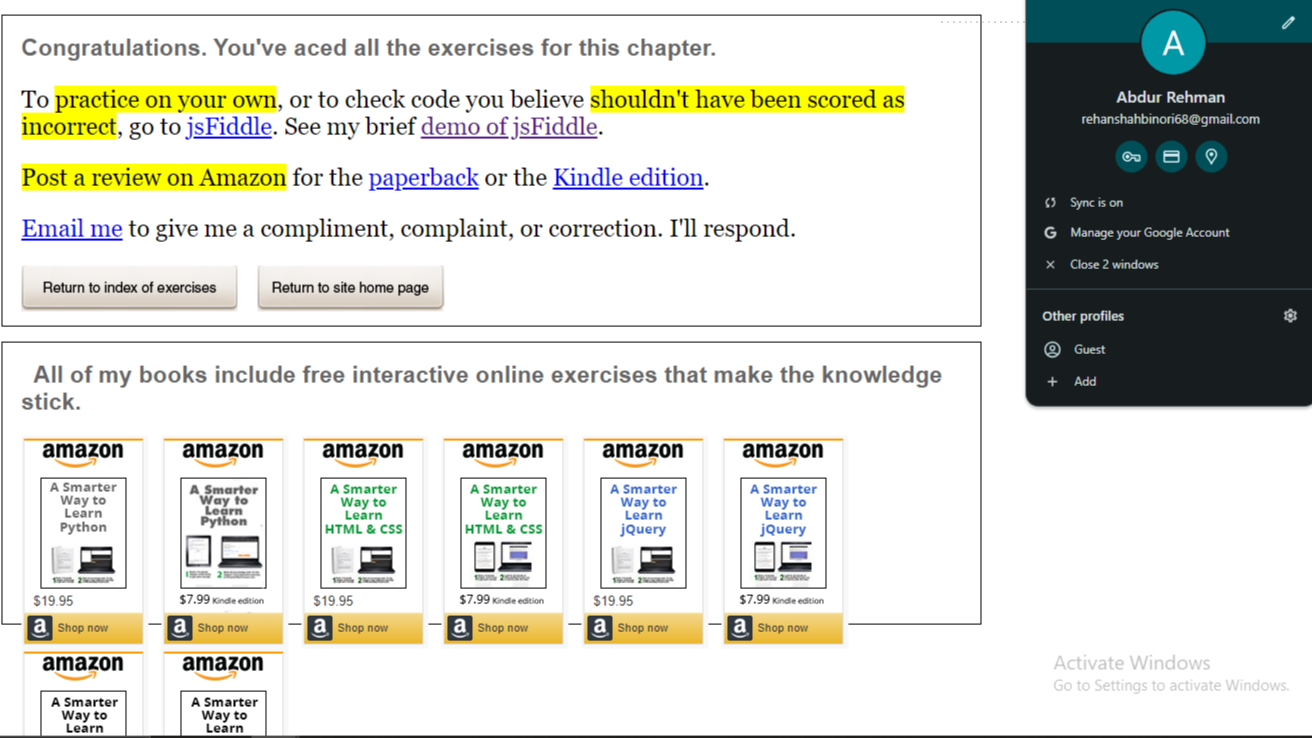 Congratulations. You've aced all the exercises for this chapter.
To practice on your own, or to check code you believe shouldn't have been scored as
incorrect, go to jsFiddle. See my brief demo of jsFiddle.
Post a review on Amazon for the paperback or the Kindle edition.
Email me to give me a compliment, complaint, or correction. I'll respond.
Return to index of exercises
Return to site home page
All of my books include free interactive online exercises that make the knowledge
stick.
amazon
A Smarter
Way to
Learn
Python
$19.95
Shop now
amazon
A Smarter
Way to
Learn
Python
$7.99 Kindle edition
Shop now
amazon
A Smarter
Way to
Learn
HTML & CSS
$19.95
Shop now
amazon
A Smarter
Way to
Learn
HTML & CSS
$7.99 Kindle edition
Shop now
amazon
A Smarter
Way to
Learn
jQuery
$19.95
Shop now
amazon
A Smarter
Way to
Learn
jQuery
$7.99 Kindle edition
Shop now
amazon
A Smarter
Way to
Learn
amazon
A Smarter
Way to
Learn
A
Abdur Rehman
rehanshahbinori68@gmail.com
Sync is on
Manage your Google Account
Close 2 windows
Other profiles
Guest
Add
Activate Windows
Go to Settings to activate Windows.